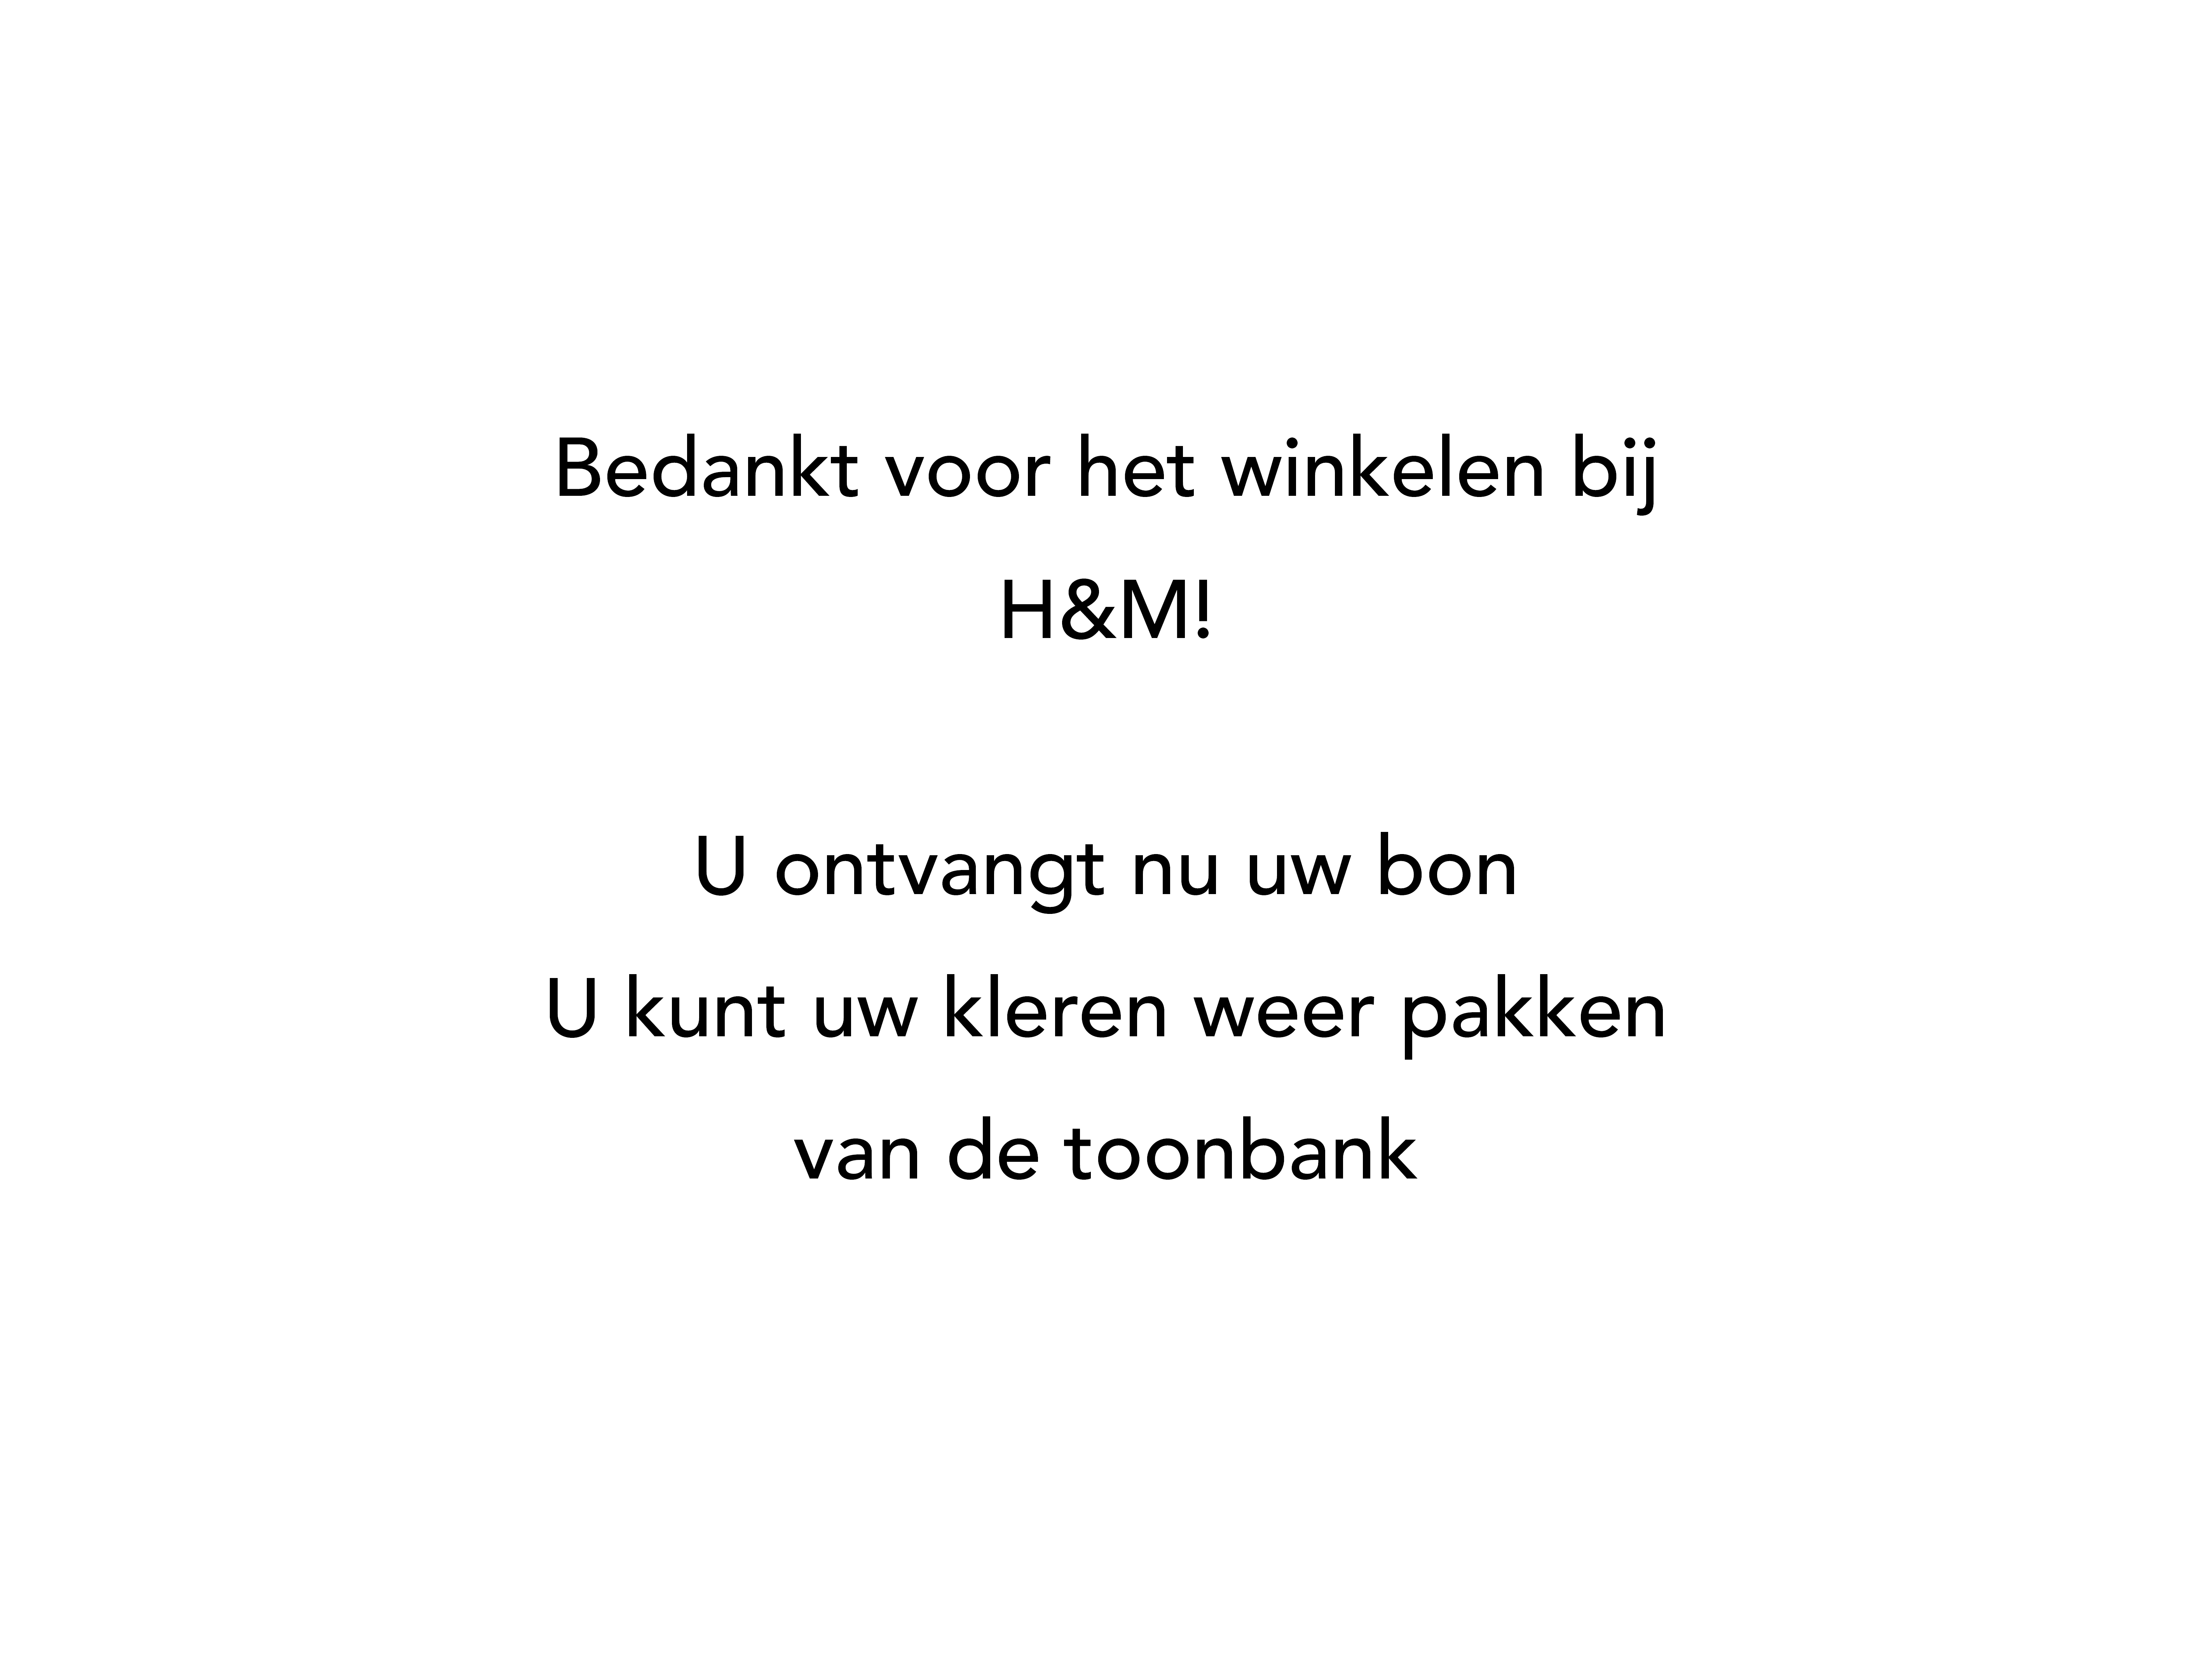 Bedankt voor het winkelen bij
H&M!
U ontvangt nu uw bon
U kunt uw kleren weer pakken
van de toonbank